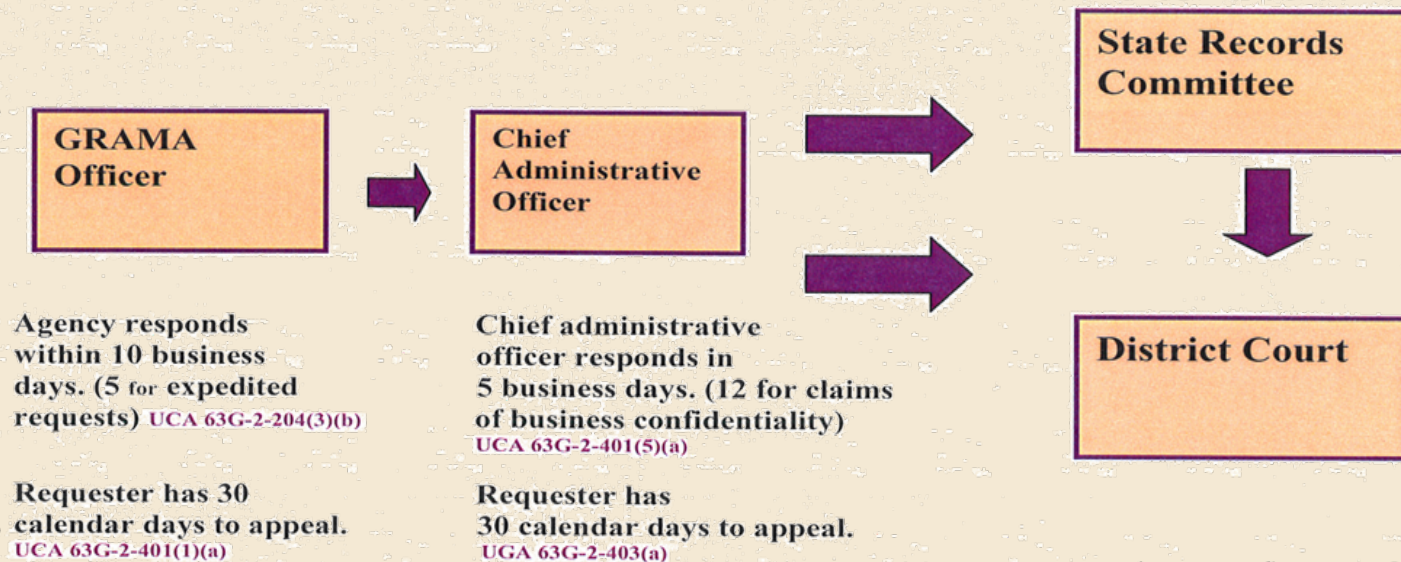 GRAMA
Officer
Agency responds
within 10 business
days. (5 for expedited
requests) UCA 63G-2-204(3)(b)
Requester has 30
calendar days to appeal.
UCA 63G-2-401(1)(a)
Chief
Administrative
Officer
Chief administrative
officer responds in
5 business days. (12 for claims
of business confidentiality)
UCA 63G-2-401(5)(a)
Requester has
30 calendar days to appeal.
UGA 63G-2-403(a)
State Records
Committee
District Court